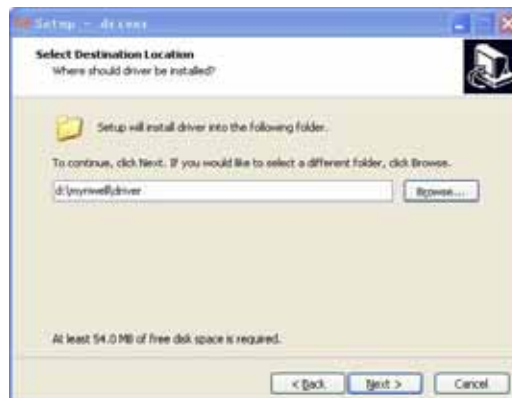 Setup - driver
Select Destination Location
Where should driver be installed?
Setup will install driver into the following folder.
To continue, click Next. If you would like to select a different folder, click Browse.
Browse...
At least 54.0 MB of free disk space is required.
< Back
Next >
Cancel